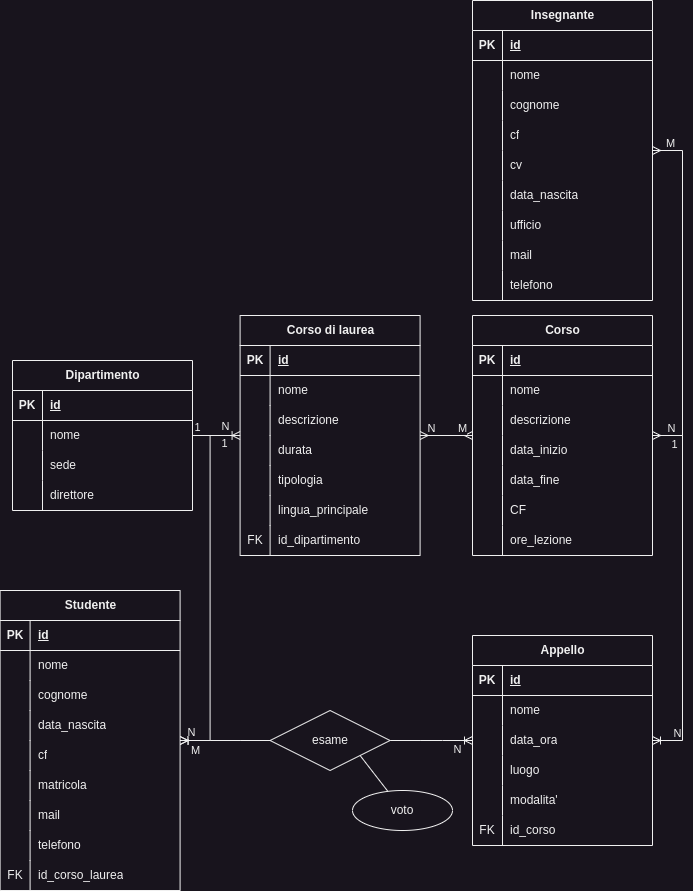 Insegnante
PK id
nome
cognome
cf
M
cv
data_nascita
ufficio
mail
telefono
Corso di laurea
PK id
nome
descrizione
durata
tipologia
lingua_principale
FK id_dipartimento
Corso
PK id
nome
descrizione
data_inizio
data_fine
CF
ore_lezione
Dipartimento
PK id
nome
sede
direttore
1 N
1
N M
N
1
Studente
PK id
nome
cognome
data_nascita
cf
matricola
mail
telefono
FK id_corso_laurea
N
M
esame
voto
N
Appello
PK id
nome
data_ora
luogo
modalita'
FK id_corso
N